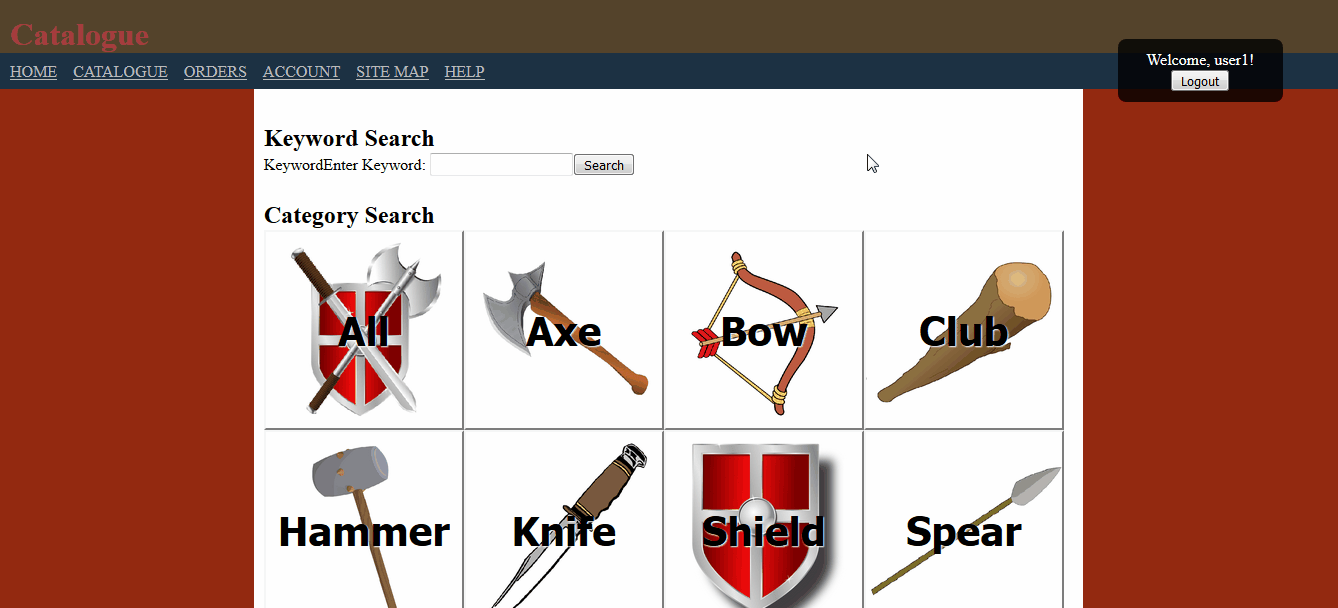 Catalogue
HOME CATALOGUE ORDERS ACCOUNT SITE MAP HELP
Welcome, user1!
Logout
Keyword Search
KeywordEnter Keyword: Search
Category Search
All Axe Bow Club
Hammer Knife Shield Spear